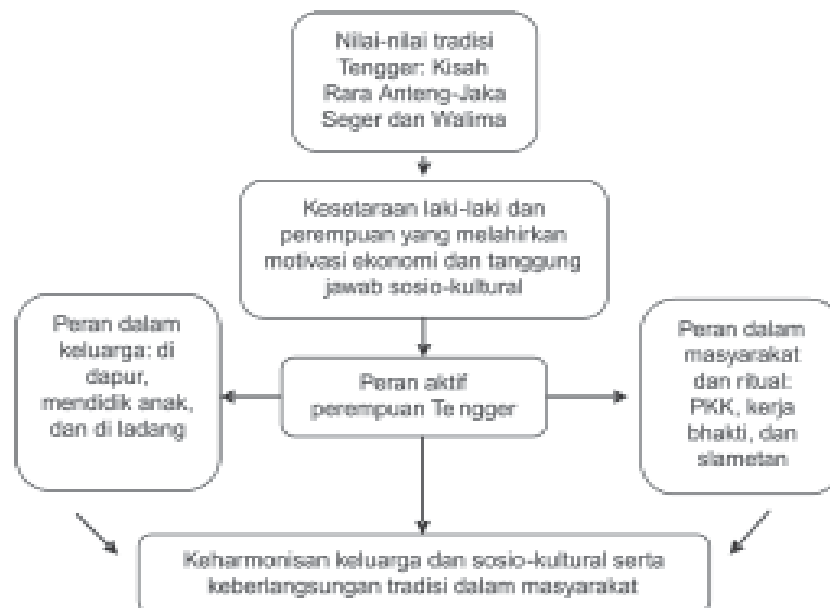 Nilai-nilai tradisi
Tengger: Kisah
Rara Anteng-Jaka
Seger dan Walima
Kesetaraan laki-laki dan
perempuan yang melahirkan
motivasi ekonomi dan tanggung
jawab sosio-kultural
Peran dalam
keluarga: di
dapur,
mendidik anak,
dan di ladang
Peran aktif
perempuan Tengger
Peran dalam
masyarakat
dan ritual:
PKK, kerja
bhakti, dan
slametan
Keharmonisan keluarga dan sosio-kultural serta
keberlangsungan tradisi dalam masyarakat